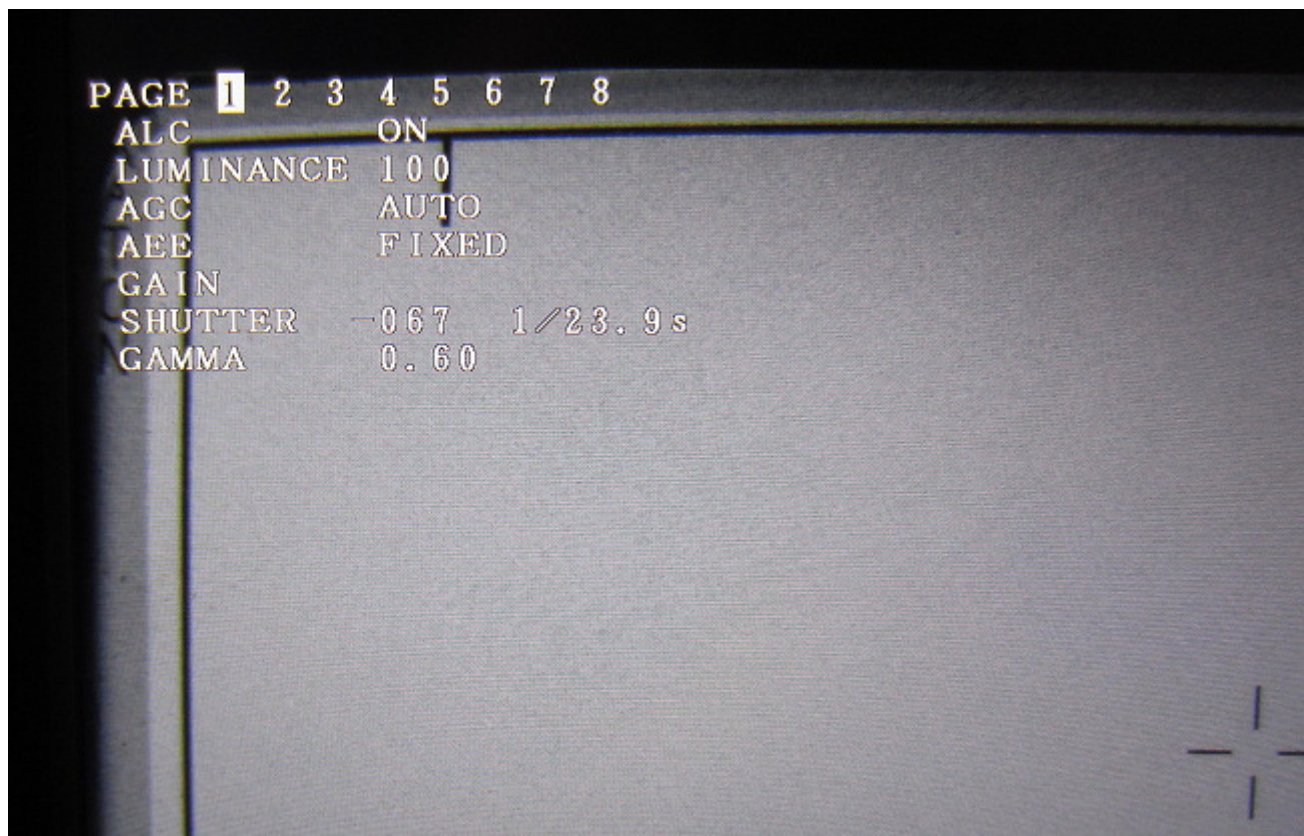 PAGE 1 2 3 4 5 6 7 8
ALC ON
LUMINANCE 100
AGC AUTO
AEE FIXED
GAIN
SHUTTER -067 1/23.9s
GAMMA 0.60